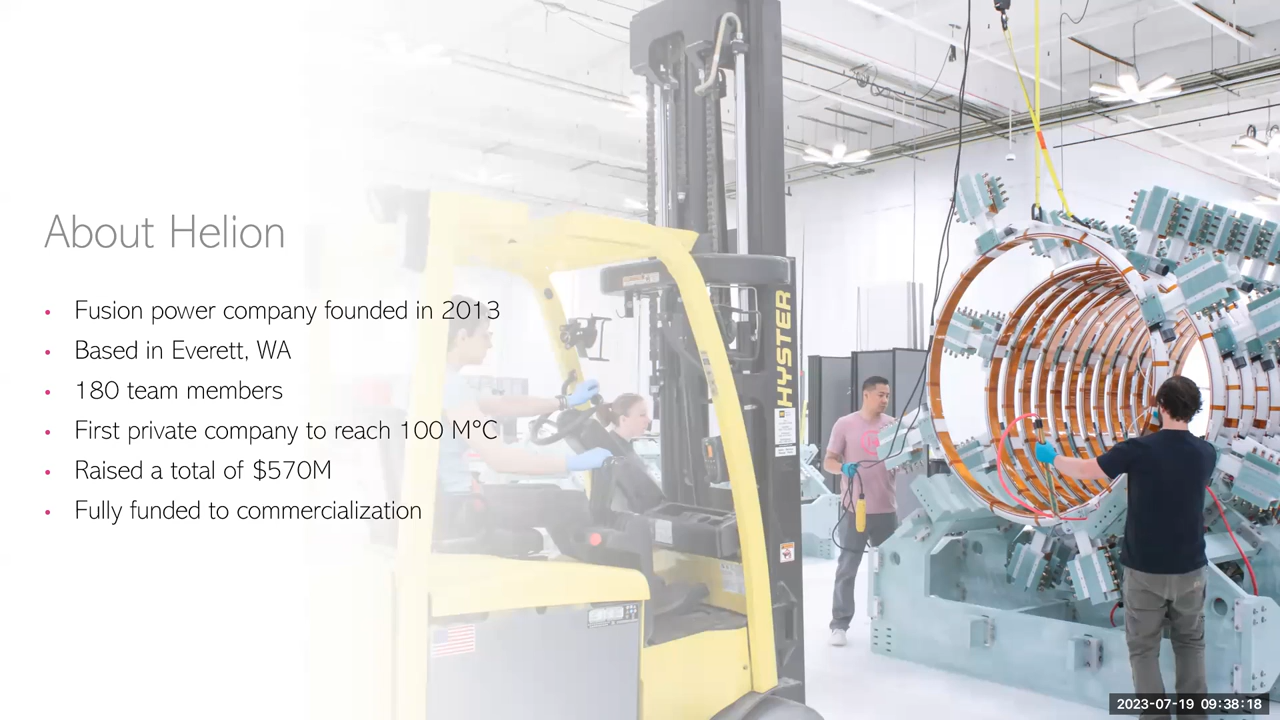 About Helion
• Fusion power company founded in 2013
• Based in Everett, WA
• 180 team members
• First private company to reach 100 M°C
• Raised a total of $570M
• Fully funded to commercialization
HYSTER
2023-07-19 09:38:18